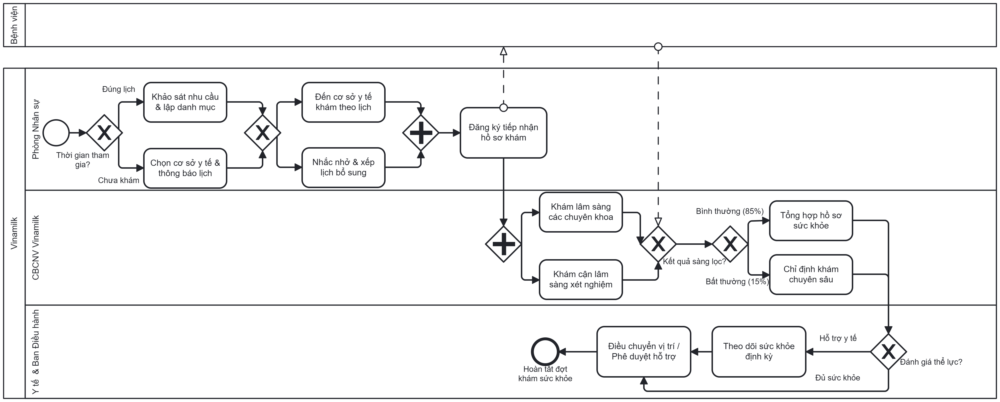 Bệnh viện
Vinamilk
Phòng Nhân sự
Thời gian tham
gia?
Đúng lịch
Chưa khám
Khảo sát nhu cầu
& lập danh mục
Chọn cơ sở y tế &
thông báo lịch
Đến cơ sở y tế
khám theo lịch
Nhắc nhở & xếp
lịch bổ sung
Đăng ký tiếp nhận
hồ sơ khám
CBCNV Vinamilk
Khám lâm sàng
các chuyên khoa
Khám cận lâm
sàng xét nghiệm
Kết quả sàng lọc?
Bình thường (85%)
Bất thường (15%)
Tổng hợp hồ sơ
sức khỏe
Chỉ định khám
chuyên sâu
Y tế & Ban Điều hành
Đánh giá thể lực?
Hỗ trợ y tế
Đủ sức khỏe
Theo dõi sức khỏe
định kỳ
Điều chuyển vị trí /
Phê duyệt hỗ trợ
Hoàn tất đợt
khám sức khỏe